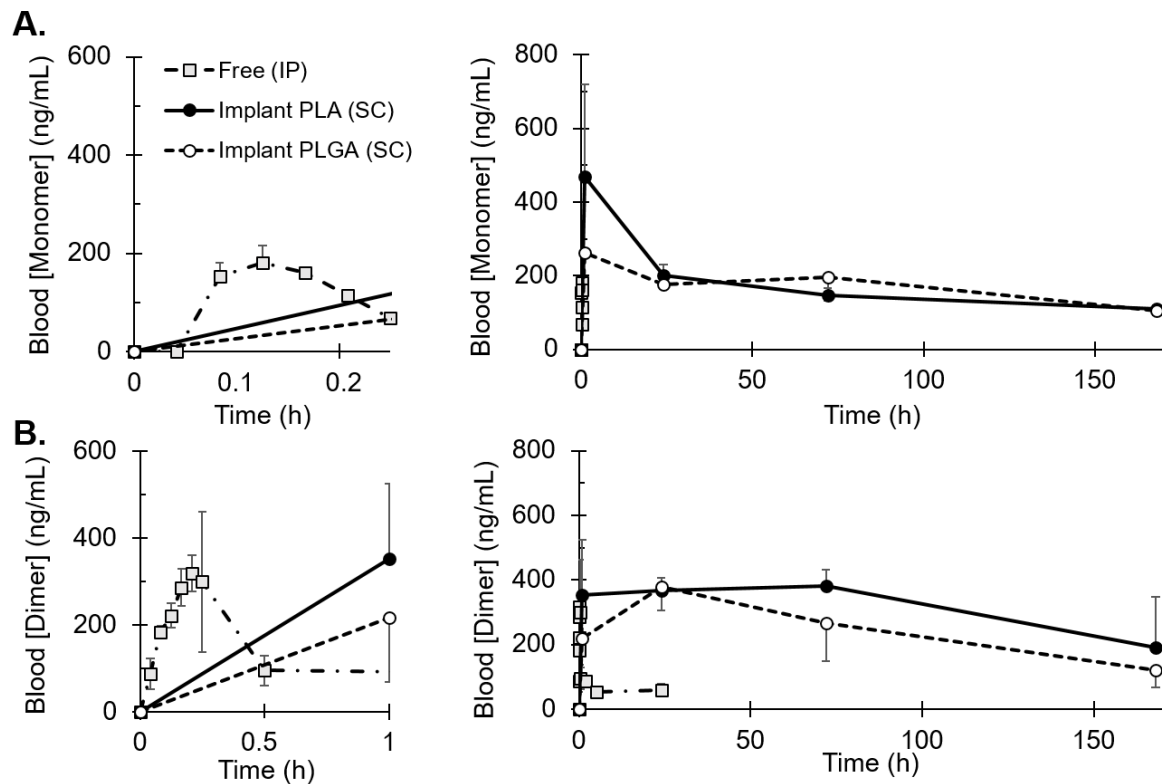 A.
Blood [Monomer] (ng/mL)
600
400
200
0
Free (IP)
Implant PLA (SC)
Implant PLGA (SC)
0
0.1
0.2
Time (h)
Blood [Monomer] (ng/mL)
800
600
400
200
0
0
50
100
150
Time (h)
B.
Blood [Dimer] (ng/mL)
600
400
200
0
0
0.5
1
Time (h)
Blood [Dimer] (ng/mL)
800
600
400
200
0
0
50
100
150
Time (h)